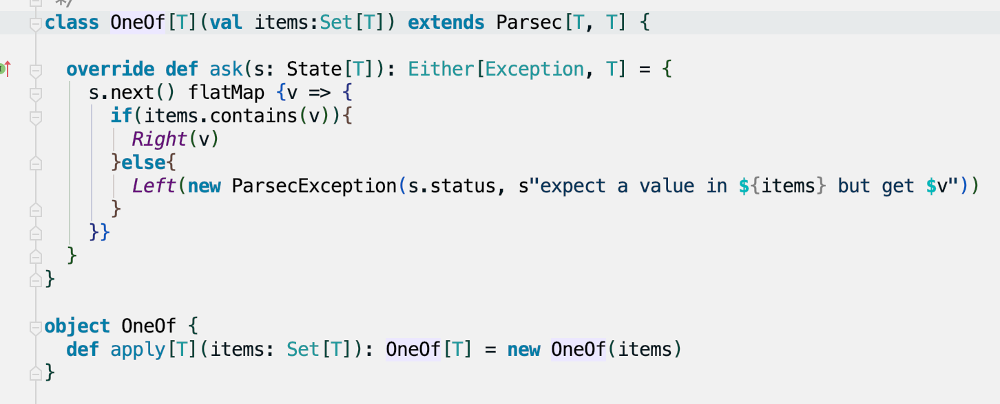 */
class OneOf[T](val items:Set[T]) extends Parsec[T, T] {
override def ask(s: State[T]): Either[Exception, T] = {
s.next() flatMap {v => {
if(items.contains(v)){
Right(v)
}else{
Left(new ParsecException(s.status, s"expect a value in ${items} but get $v"))
}
}}
}
}
object OneOf {
def apply[T](items: Set[T]): OneOf[T] = new OneOf(items)
}